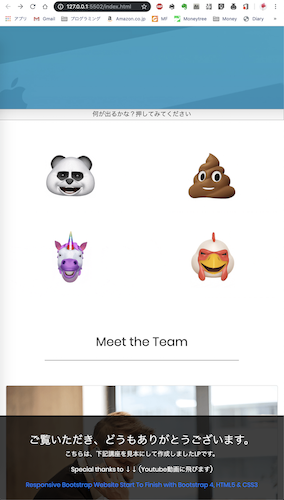 127.0.0.1:5502/index.html
アプリ Gmail プログラミング Amazon.co.jp MF Moneytree Money Diary
何が出るかな？押してみてください
Meet the Team
ご覧いただき、どうもありがとうございます。
こちらは、下記講座を見本にして作成しましたLPです。
Special thanks to ↓↓(Youtube動画に飛びます)
Responsive Bootstrap Website Start To Finish with Bootstrap 4, HTML5 & CSS3